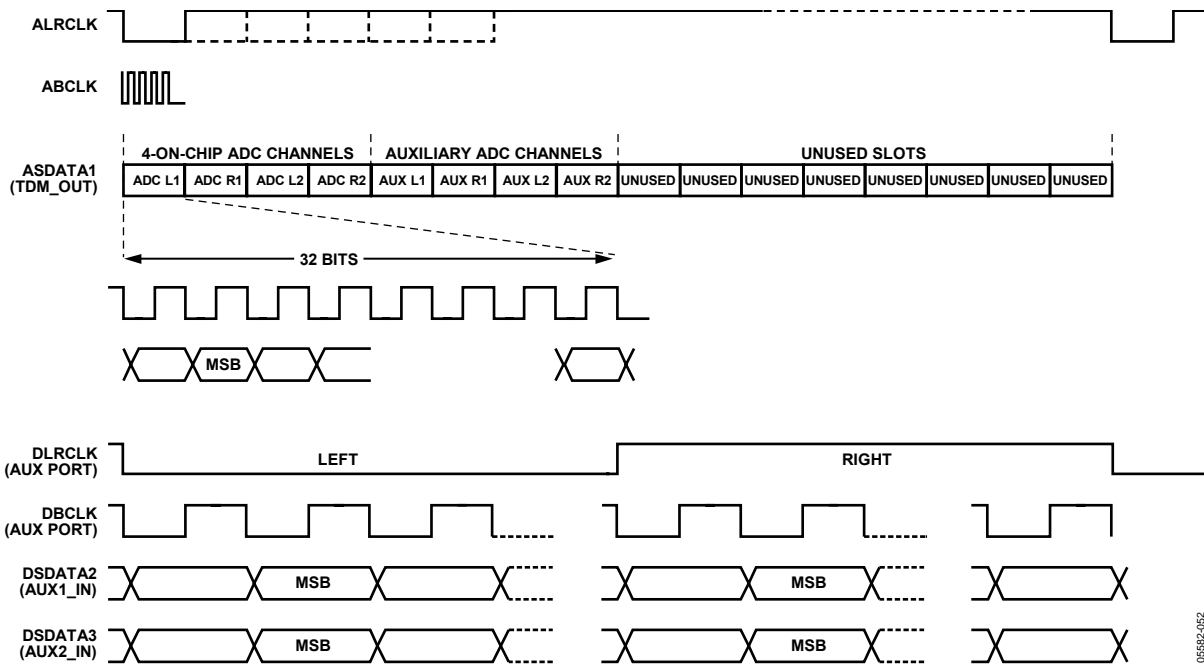 ALRCLK
ABCLK
4-ON-CHIP ADC CHANNELS AUXILIARY ADC CHANNELS UNUSED SLOTS
ASDATA1
(TDM_OUT)
ADC L1 ADC R1 ADC L2 ADC R2 AUX L1 AUX R1 AUX L2 AUX R2 UNUSED UNUSED UNUSED UNUSED UNUSED UNUSED UNUSED UNUSED
32 BITS
MSB
DLRCLK
(AUX PORT)
LEFT RIGHT
DBCLK
(AUX PORT)
DSDATA2
(AUX1_IN)
MSB MSB
DSDATA3
(AUX2_IN)
MSB MSB
05582-052